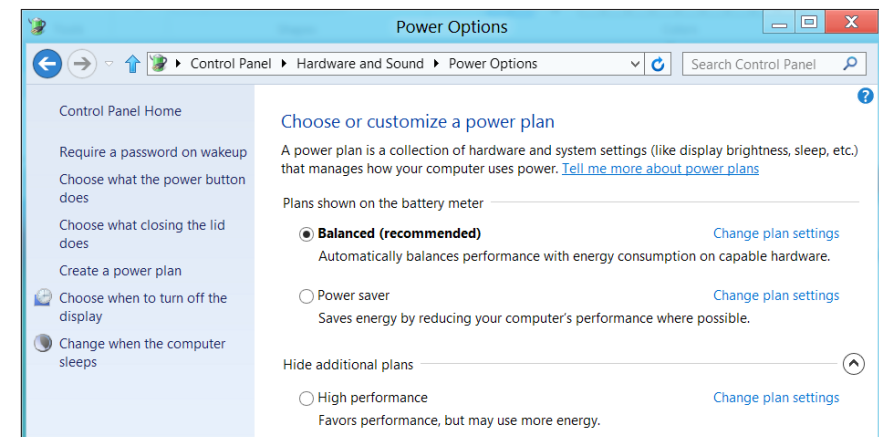 Power Options
Control Panel Hardware and Sound Power Options
Search Control Panel
Control Panel Home
Require a password on wakeup
Choose what the power button
does
Choose what closing the lid
does
Create a power plan
Choose when to turn off the
display
Change when the computer
sleeps
Choose or customize a power plan
A power plan is a collection of hardware and system settings (like display brightness, sleep, etc.)
that manages how your computer uses power. Tell me more about power plans
Plans shown on the battery meter
Balanced (recommended) Change plan settings
Automatically balances performance with energy consumption on capable hardware.
Power saver Change plan settings
Saves energy by reducing your computer's performance where possible.
Hide additional plans
High performance Change plan settings
Favors performance, but may use more energy.